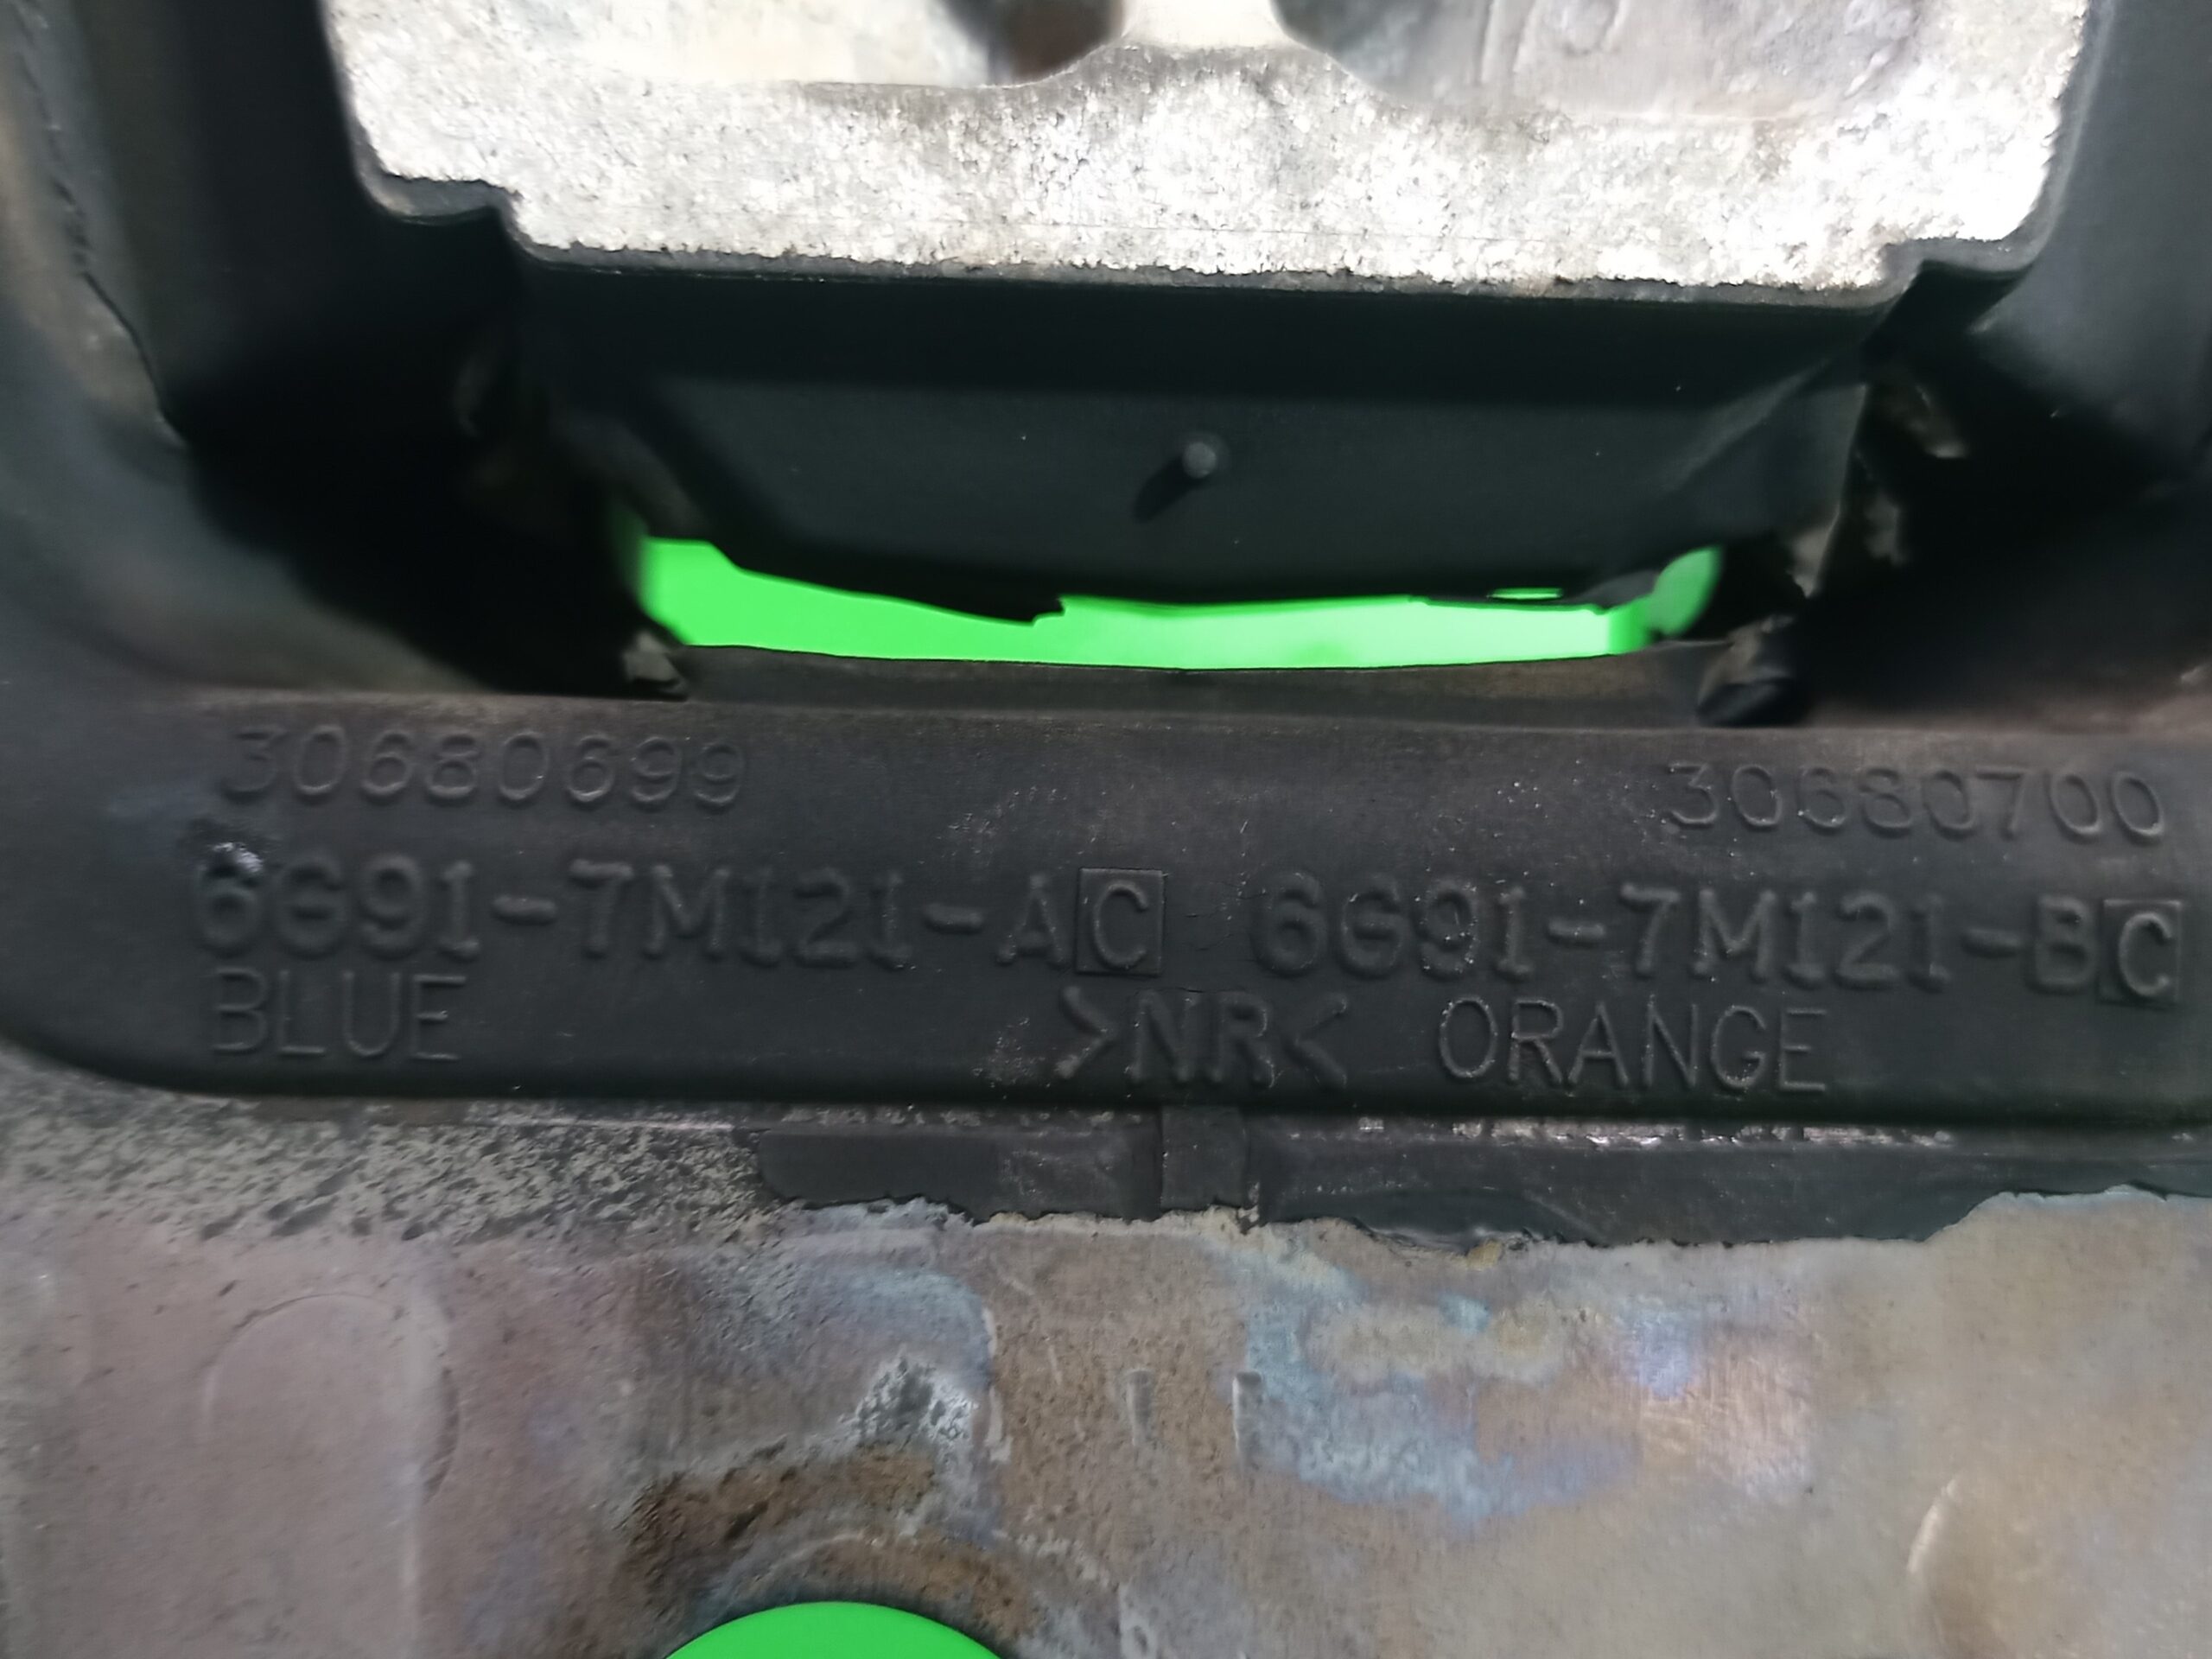 30680699 30680700
6G91-7M121-AC 6G91-7M121-BC
BLUE >NR< ORANGE